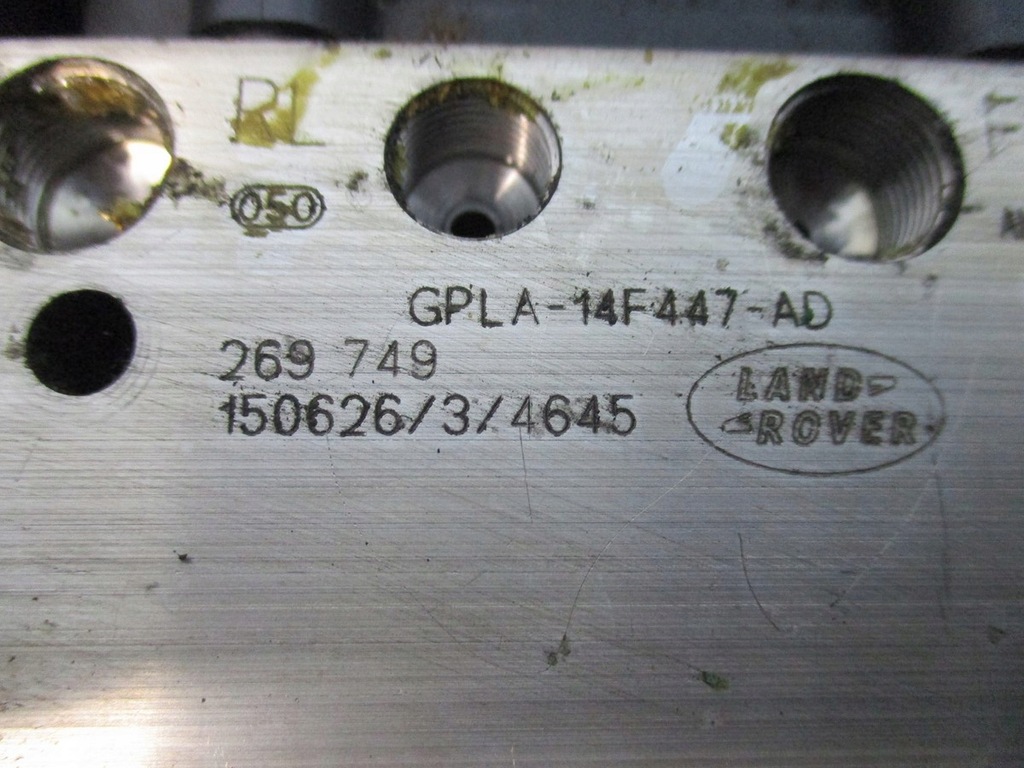 R1
050
GPLA-14F447-AD
269 749
150626/3/4645
LAND
ROVER